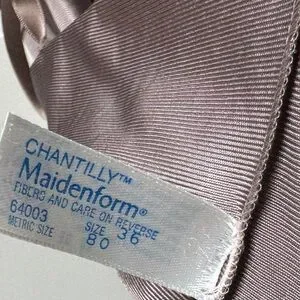 CHANTILLY™
Maidenform®
FIBERS AND CARE ON REVERSE
64003 SIZE 36
METRIC SIZE 80